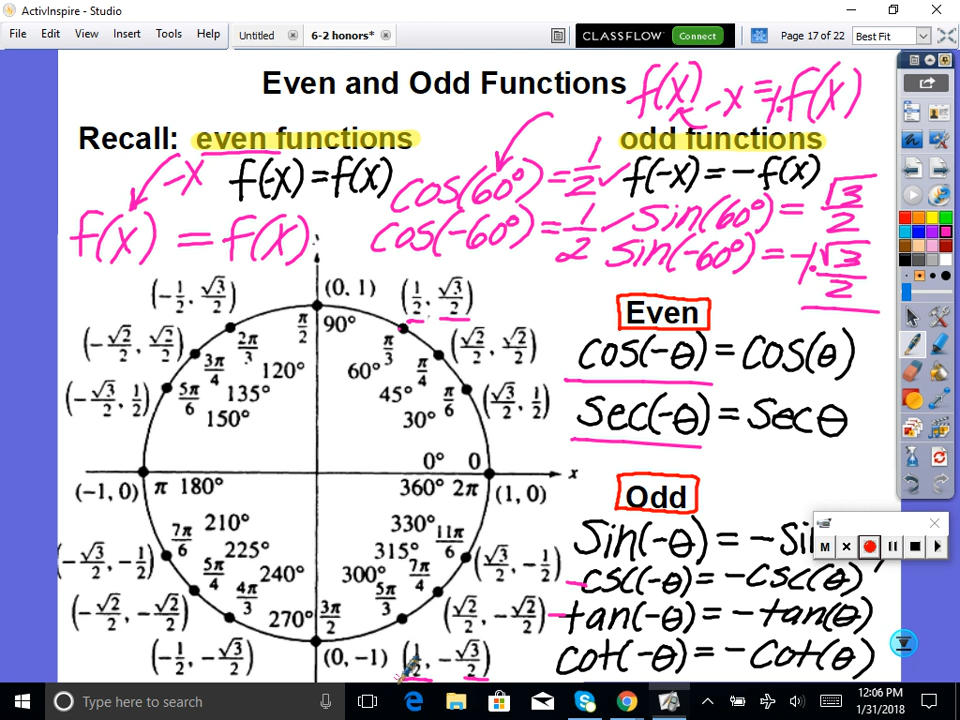 ActivInspire - Studio
File Edit View Insert Tools Help
Untitled
6-2 honors*
CLASSFLOW Connect
Page 17 of 22
Best Fit
Even and Odd Functions
f(x) -x = -1·f(x)
Recall: even functions
odd functions
-x f(-x) = f(x)
cos(60°) = 1/2 ✓
f(-x) = -f(x)
f(x) = f(x)
cos(-60°) = 1/2 ✓
sin(60°) = √3/2
sin(-60°) = -1·√3/2
(-1/2, √3/2)
(0, 1)
(1/2, √3/2)
(-√2/2, √2/2)
2π/3
π/2 90°
π/3
(√2/2, √2/2)
3π/4 120°
60° π/4
(-√3/2, 1/2)
5π/6 135°
45° π/6
(√3/2, 1/2)
150°
30°
0° 0
x
(-1, 0) π 180°
360° 2π (1, 0)
210°
330°
7π/6
11π/6
(-√3/2, -1/2)
225°
315°
(√3/2, -1/2)
5π/4 240°
300° 7π/4
(-√2/2, -√2/2)
4π/3
5π/3
(√2/2, -√2/2)
270° 3π/2
(-1/2, -√3/2)
(0, -1)
(1/2, -√3/2)
Even
cos(-θ) = cos(θ)
sec(-θ) = secθ
Odd
Sin(-θ) = -Sin
csc(-θ) = -csc(θ)
tan(-θ) = -tan(θ)
cot(-θ) = -cot(θ)
M
Type here to search
12:06 PM
1/31/2018